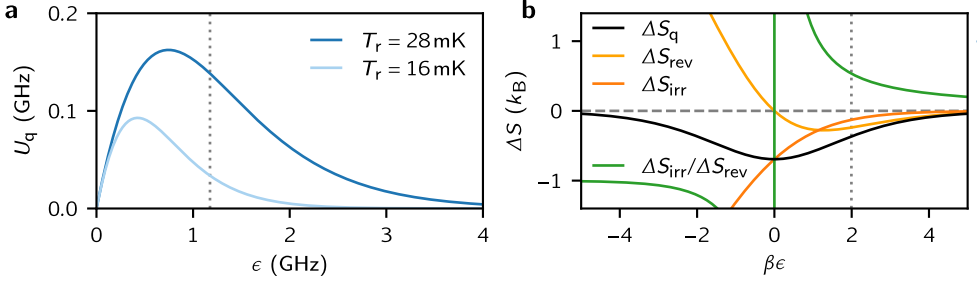 a
U_q (GHz)
0.2
0.1
0.0
T_r = 28 mK
T_r = 16 mK
0 1 2 3 4
ϵ (GHz)
b
ΔS (k_B)
1
0
−1
ΔS_q
ΔS_rev
ΔS_irr
ΔS_irr/ΔS_rev
−4 −2 0 2 4
βϵ